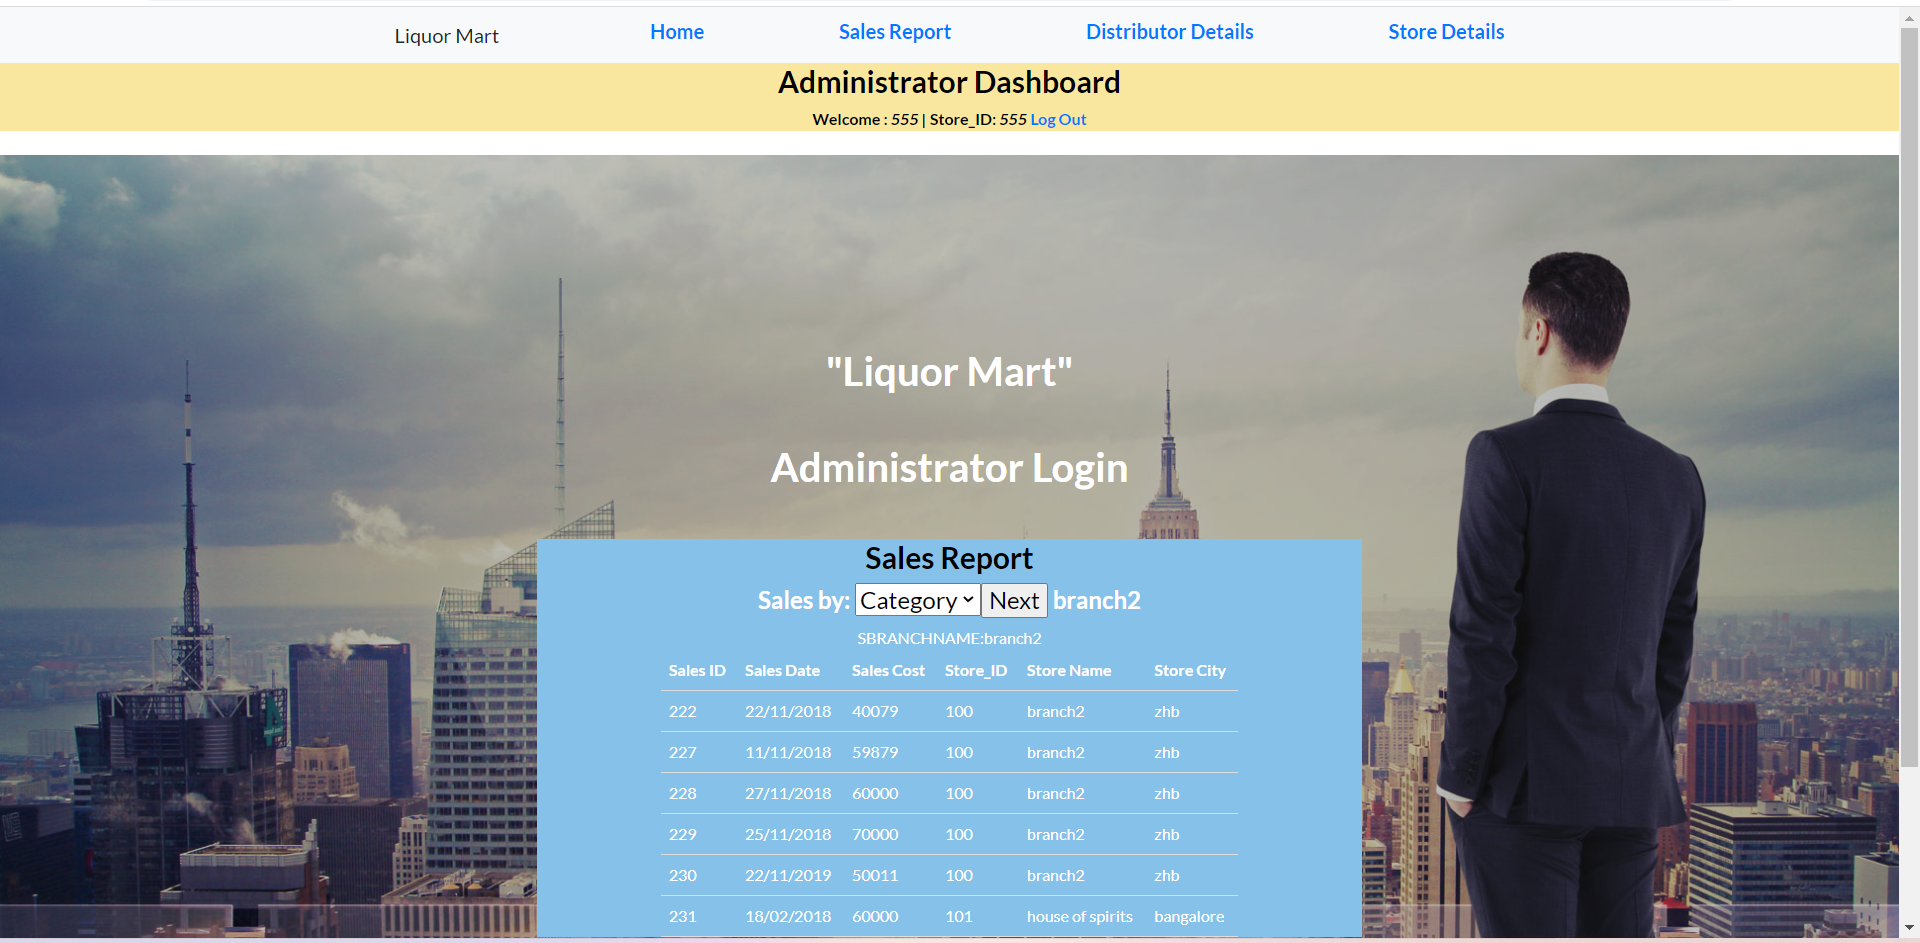 Liquor Mart Home Sales Report Distributor Details Store Details
Administrator Dashboard
Welcome : 555 | Store_ID: 555 Log Out
"Liquor Mart"
Administrator Login
Sales Report
Sales by: Category Next branch2
SBRANCHNAME:branch2
Sales ID Sales Date Sales Cost Store_ID Store Name Store City
222 22/11/2018 40079 100 branch2 zhb
227 11/11/2018 59879 100 branch2 zhb
228 27/11/2018 60000 100 branch2 zhb
229 25/11/2018 70000 100 branch2 zhb
230 22/11/2019 50011 100 branch2 zhb
231 18/02/2018 60000 101 house of spirits bangalore